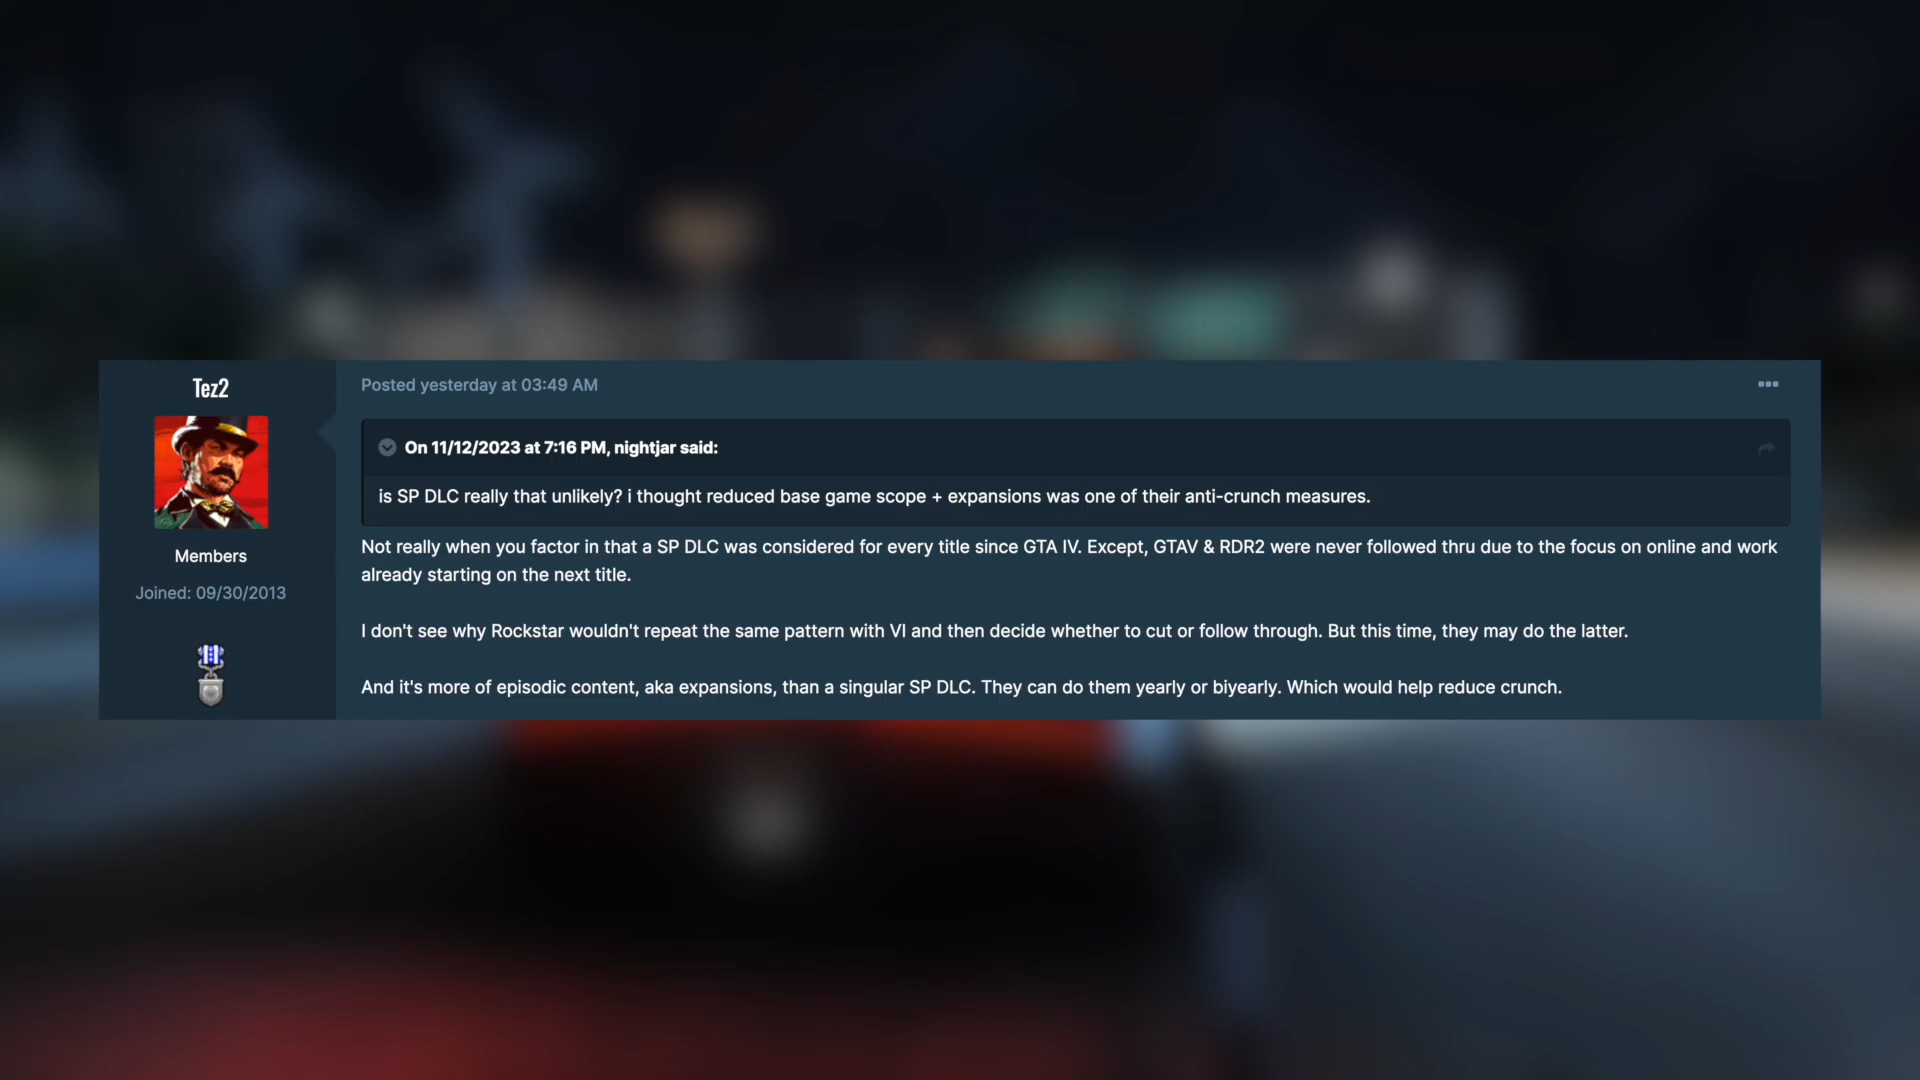 Tez2
Members
Joined: 09/30/2013
Posted yesterday at 03:49 AM
On 11/12/2023 at 7:16 PM, nightjar said:
is SP DLC really that unlikely? i thought reduced base game scope + expansions was one of their anti-crunch measures.
Not really when you factor in that a SP DLC was considered for every title since GTA IV. Except, GTAV & RDR2 were never followed thru due to the focus on online and work
already starting on the next title.
I don't see why Rockstar wouldn't repeat the same pattern with VI and then decide whether to cut or follow through. But this time, they may do the latter.
And it's more of episodic content, aka expansions, than a singular SP DLC. They can do them yearly or biyearly. Which would help reduce crunch.